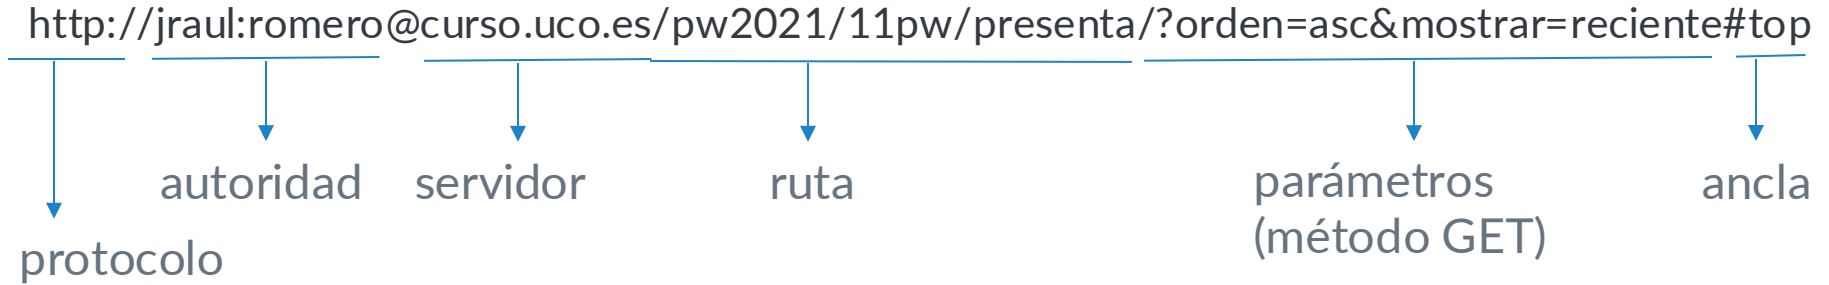 http://jraul:romero@curso.uco.es/pw2021/11pw/presenta/?orden=asc&mostrar=reciente#top
autoridad servidor ruta parámetros ancla
(método GET)
protocolo